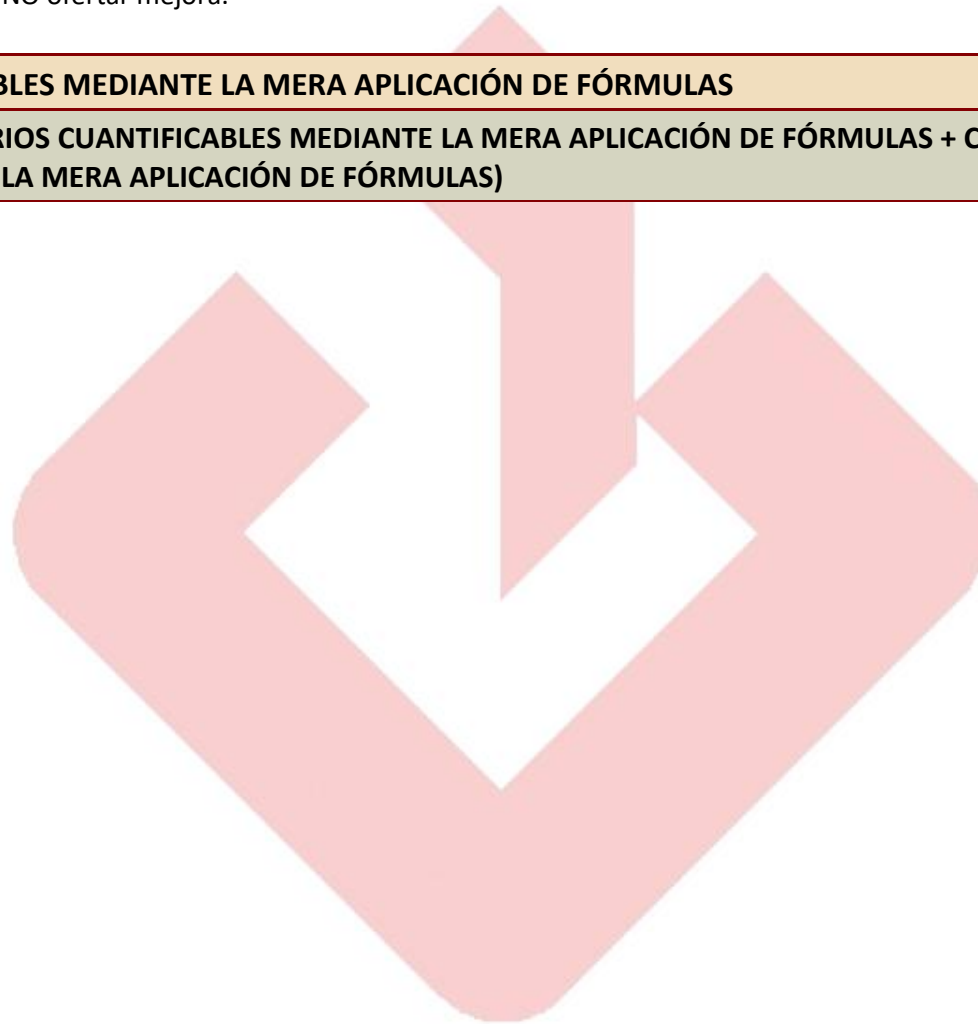 NO ofertar mejora.
BLES MEDIANTE LA MERA APLICACIÓN DE FÓRMULAS
RIOS CUANTIFICABLES MEDIANTE LA MERA APLICACIÓN DE FÓRMULAS +
LA MERA APLICACIÓN DE FÓRMULAS)